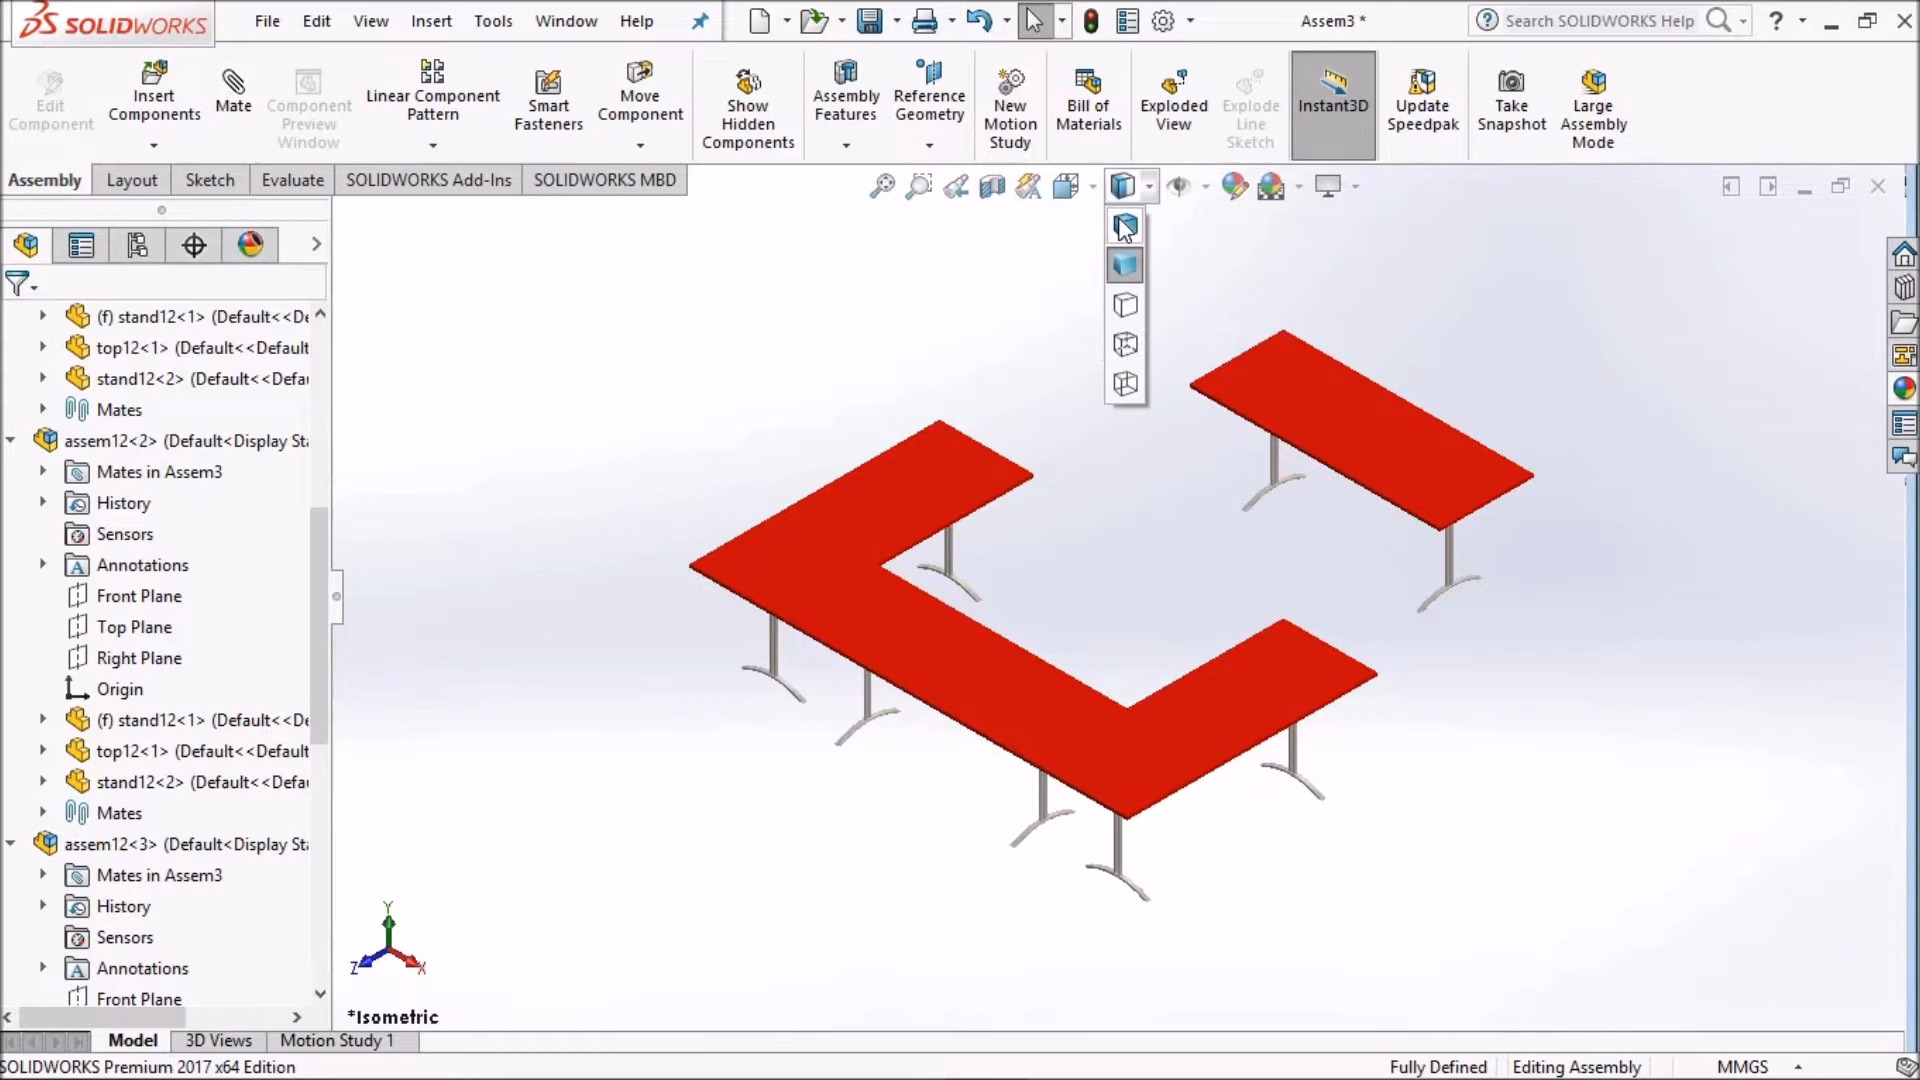 SOLIDWORKS
File Edit View Insert Tools Window Help
Assem3 *
Search SOLIDWORKS Help
?
Edit Component
Insert Components
Mate
Component Preview Window
Linear Component Pattern
Smart Fasteners
Move Component
Show Hidden Components
Assembly Features
Reference Geometry
New Motion Study
Bill of Materials
Exploded View
Explode Line Sketch
Instant3D
Update Speedpak
Take Snapshot
Large Assembly Mode
Assembly Layout Sketch Evaluate SOLIDWORKS Add-Ins SOLIDWORKS MBD
(f) stand12<1> (Default<<De
top12<1> (Default<<Default
stand12<2> (Default<<Defau
Mates
assem12<2> (Default<Display Sta
Mates in Assem3
History
Sensors
Annotations
Front Plane
Top Plane
Right Plane
Origin
(f) stand12<1> (Default<<De
top12<1> (Default<<Default
stand12<2> (Default<<Defau
Mates
assem12<3> (Default<Display Sta
Mates in Assem3
History
Sensors
Annotations
Front Plane
Y
Z
X
*Isometric
Model 3D Views Motion Study 1
SOLIDWORKS Premium 2017 x64 Edition
Fully Defined Editing Assembly MMGS